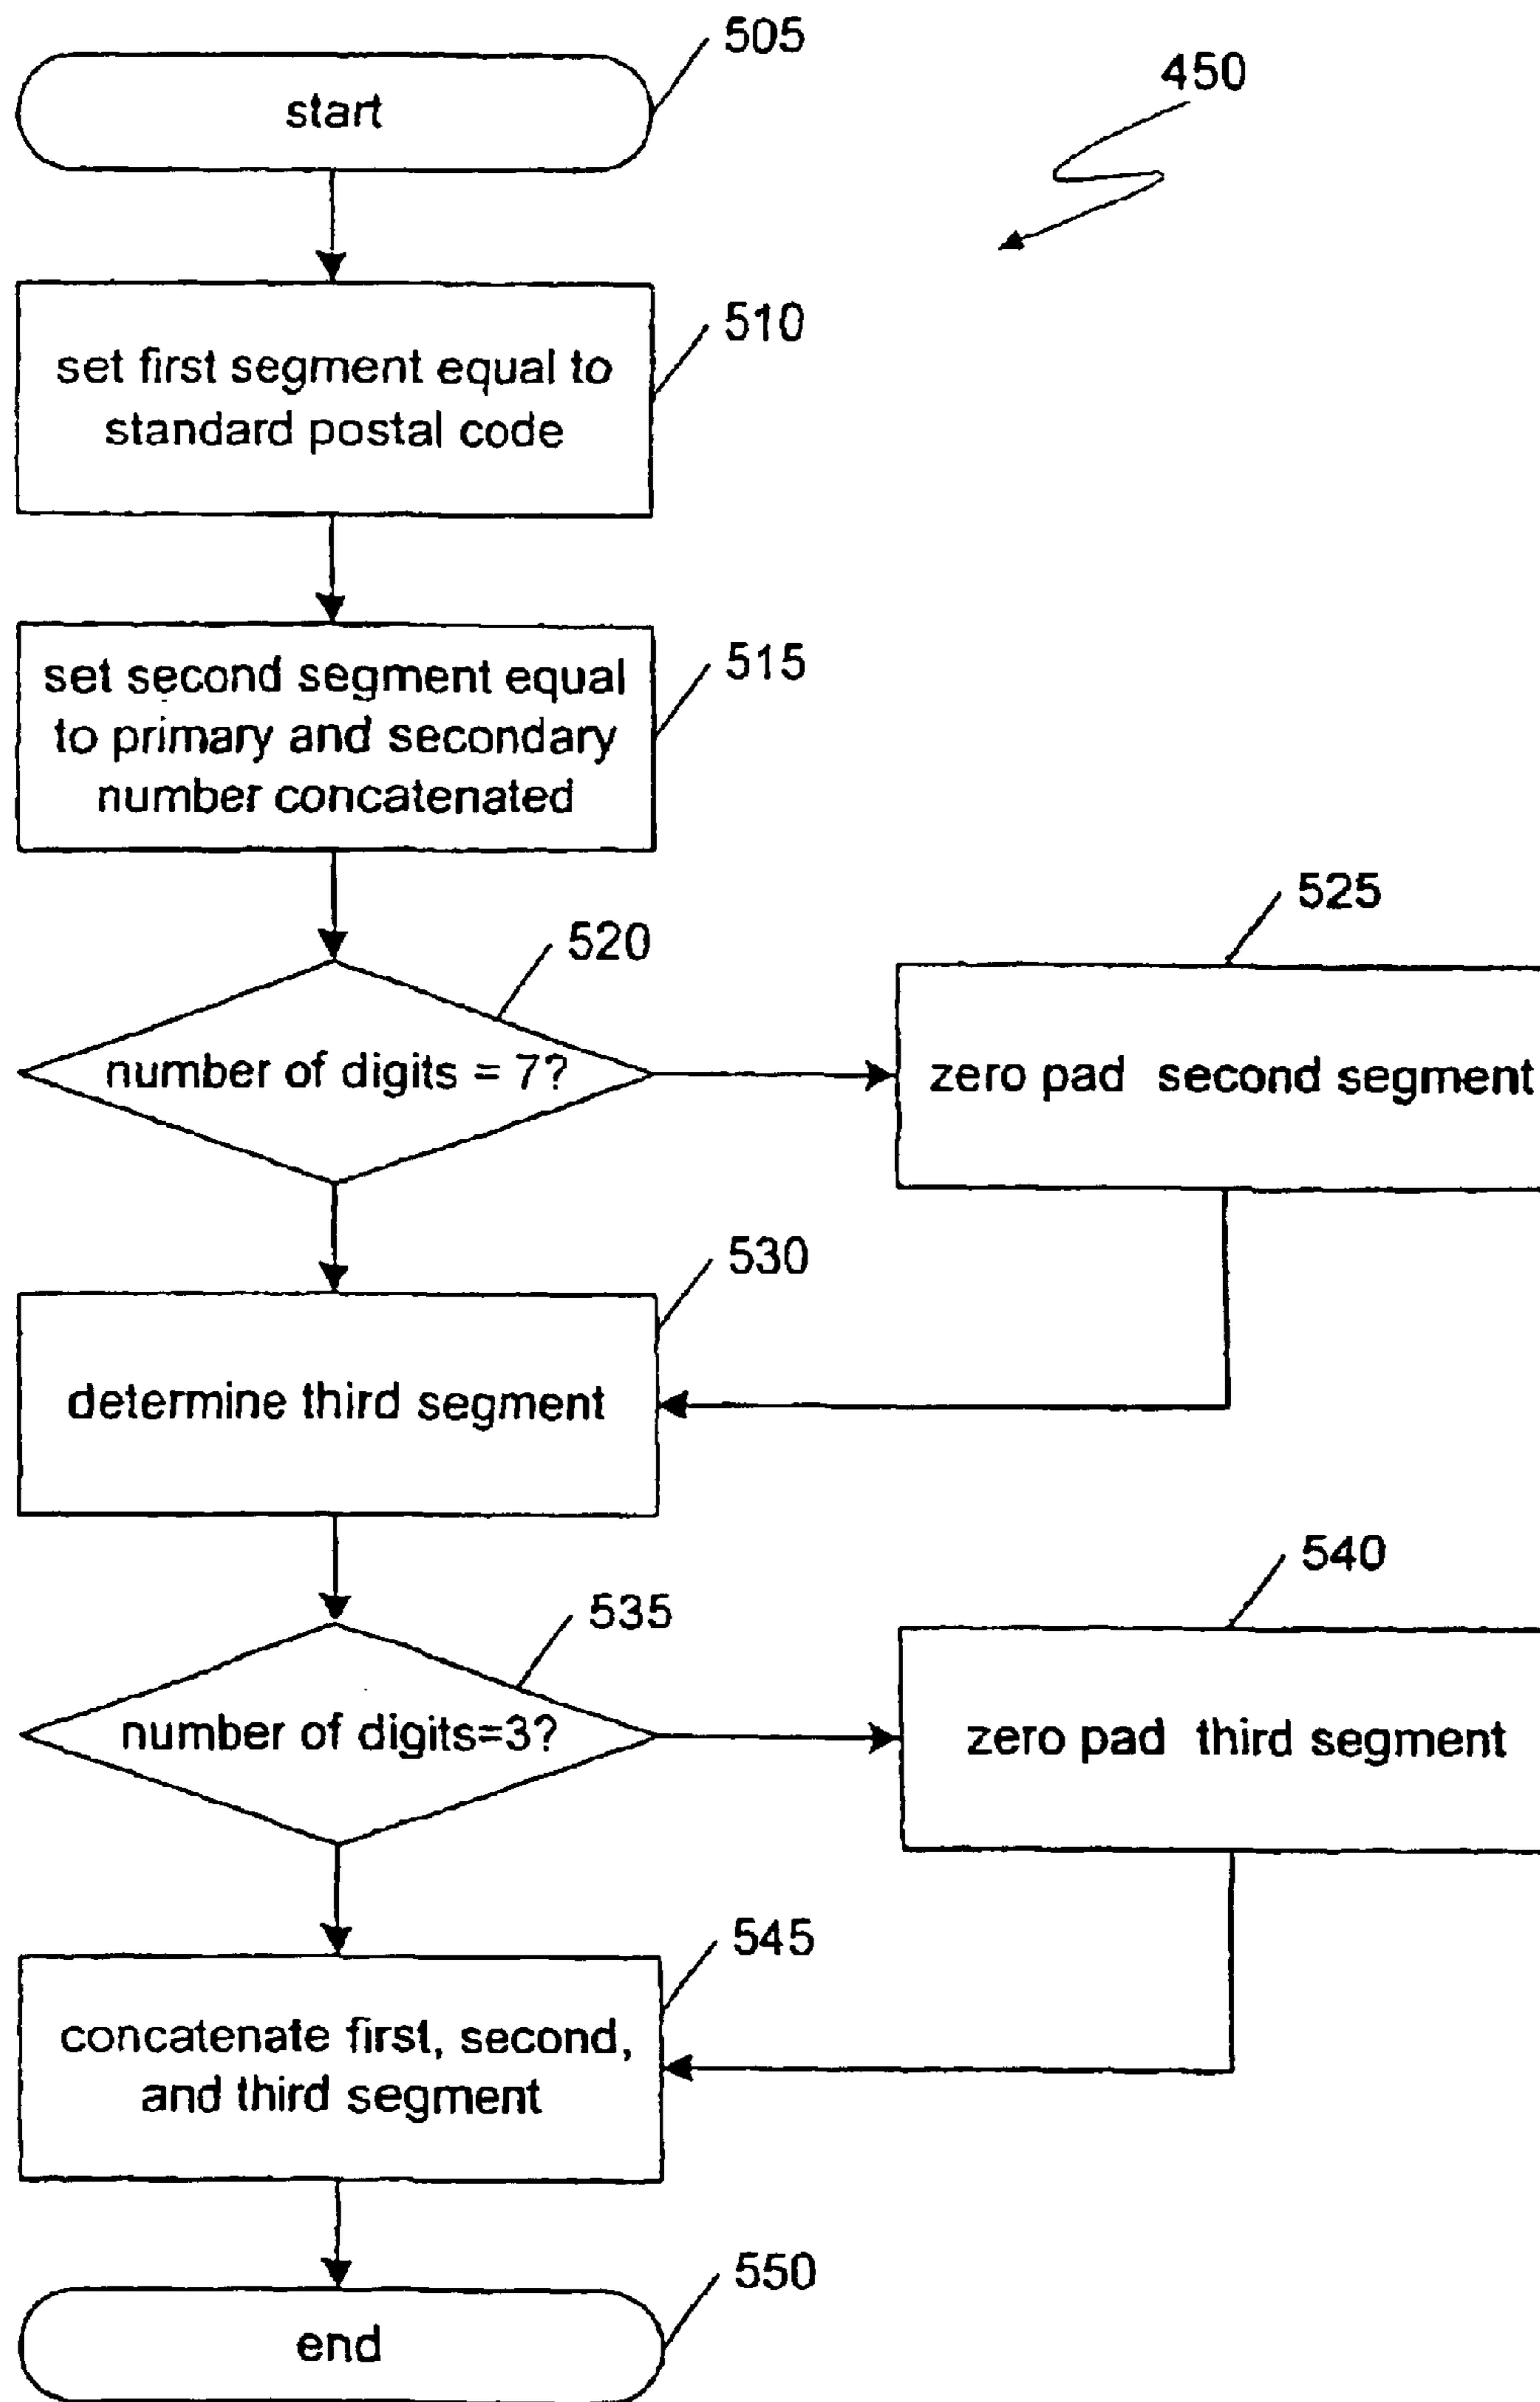 505
start
450
510
set first segment equal to
standard postal code
515
set second segment equal
to primary and secondary
number concatenated
520
number of digits = 7?
525
zero pad second segment
530
determine third segment
535
number of digits=3?
540
zero pad third segment
545
concatenate first, second,
and third segment
550
end